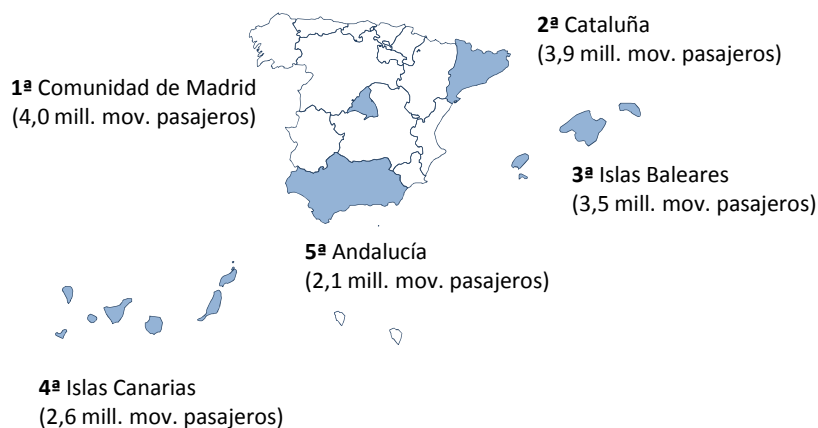 2ª Cataluña
(3,9 mill. mov. pasajeros)
1ª Comunidad de Madrid
(4,0 mill. mov. pasajeros)
3ª Islas Baleares
(3,5 mill. mov. pasajeros)
5ª Andalucía
(2,1 mill. mov. pasajeros)
4ª Islas Canarias
(2,6 mill. mov. pasajeros)